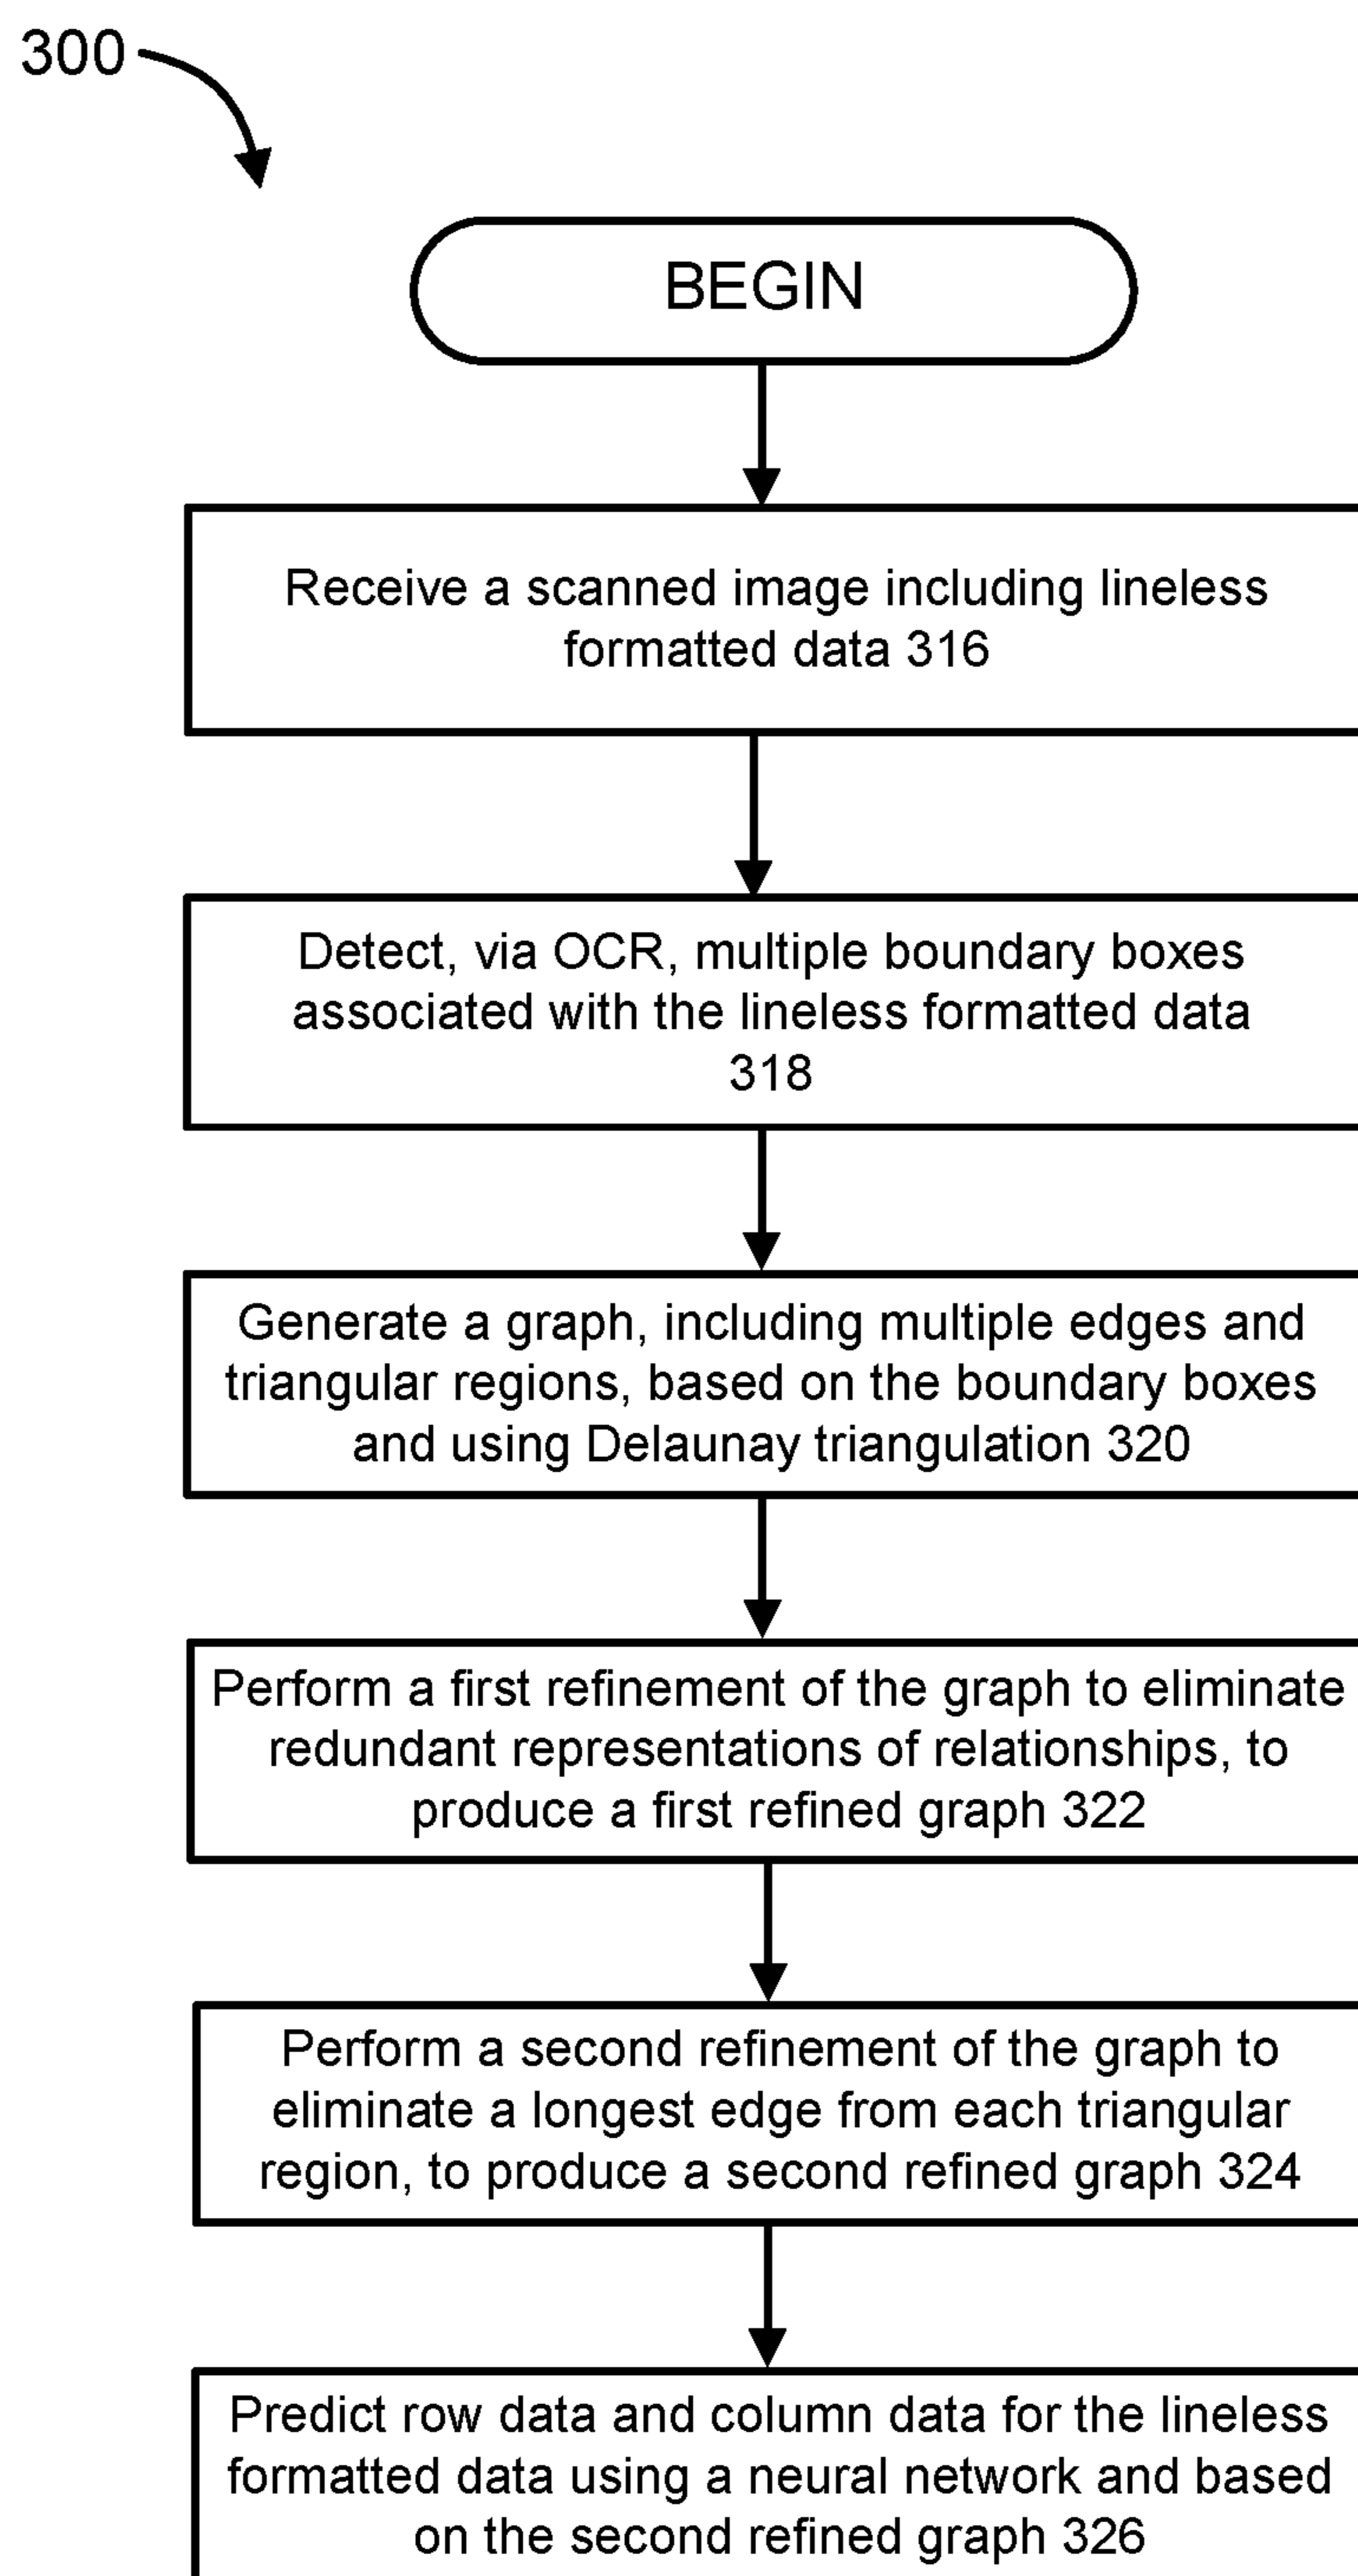 300
BEGIN
Receive a scanned image including lineless
formatted data 316
Detect, via OCR, multiple boundary boxes
associated with the lineless formatted data
318
Generate a graph, including multiple edges and
triangular regions, based on the boundary boxes
and using Delaunay triangulation 320
Perform a first refinement of the graph to eliminate
redundant representations of relationships, to
produce a first refined graph 322
Perform a second refinement of the graph to
eliminate a longest edge from each triangular
region, to produce a second refined graph 324
Predict row data and column data for the lineless
formatted data using a neural network and based
on the second refined graph 326